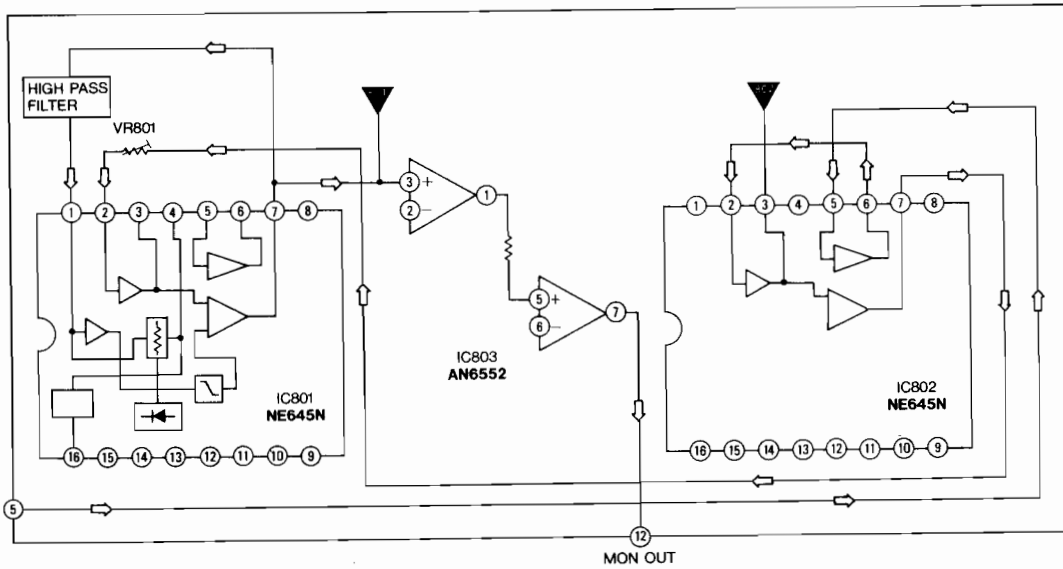 HIGH PASS
FILTER
VR801
1 2 3 4 5 6 7 8
3 +
2 −
1
1 2 3 4 5 6 7 8
5 +
6 −
7
IC803
AN6552
IC801
NE645N
IC802
NE645N
16 15 14 13 12 11 10 9
16 15 14 13 12 11 10 9
5
12
MON OUT